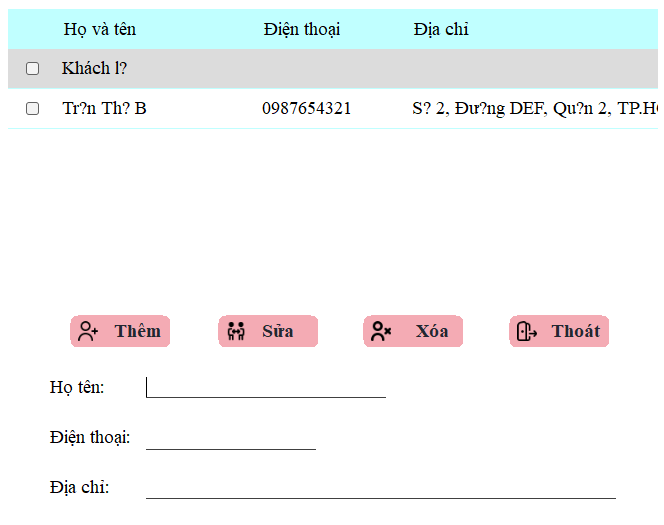 Họ và tên Điện thoại Địa chỉ
Khách l?
Tr?n Th? B 0987654321 S? 2, Đư?ng DEF, Qu?n 2, TP.H
Thêm Sửa Xóa Thoát
Họ tên:
Điện thoại:
Địa chỉ: